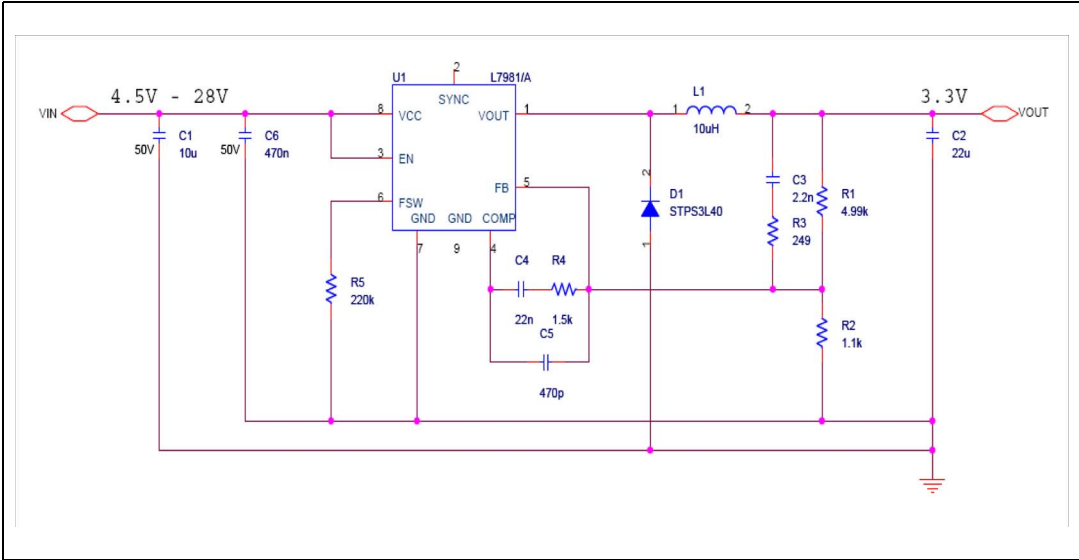 2
U1
L7981/A
SYNC
4.5V - 28V
VIN
8
VCC
VOUT
1
L1
1
2
10uH
3.3V
VOUT
C1
10u
50V
C6
470n
50V
3
EN
C2
22u
6
FSW
FB
5
2
D1
STPS3L40
1
C3
2.2n
R1
4.99k
R3
249
GND
GND
COMP
7
9
4
C4
R4
22n
1.5k
C5
470p
R5
220k
R2
1.1k